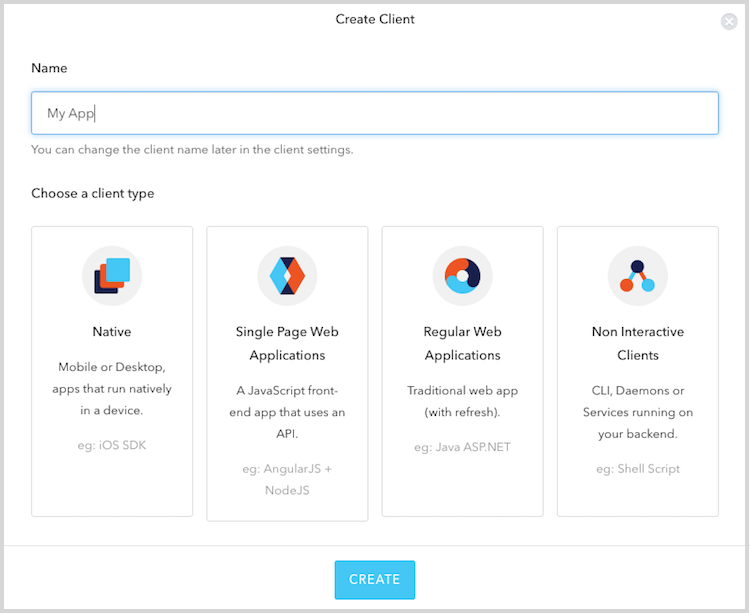 Create Client
Name
My App
You can change the client name later in the client settings.
Choose a client type
Native
Mobile or Desktop,
apps that run natively
in a device.
eg: iOS SDK
Single Page Web
Applications
A JavaScript front-
end app that uses an
API.
eg: AngularJS +
NodeJS
Regular Web
Applications
Traditional web app
(with refresh).
eg: Java ASP.NET
Non Interactive
Clients
CLI, Daemons or
Services running on
your backend.
eg: Shell Script
CREATE